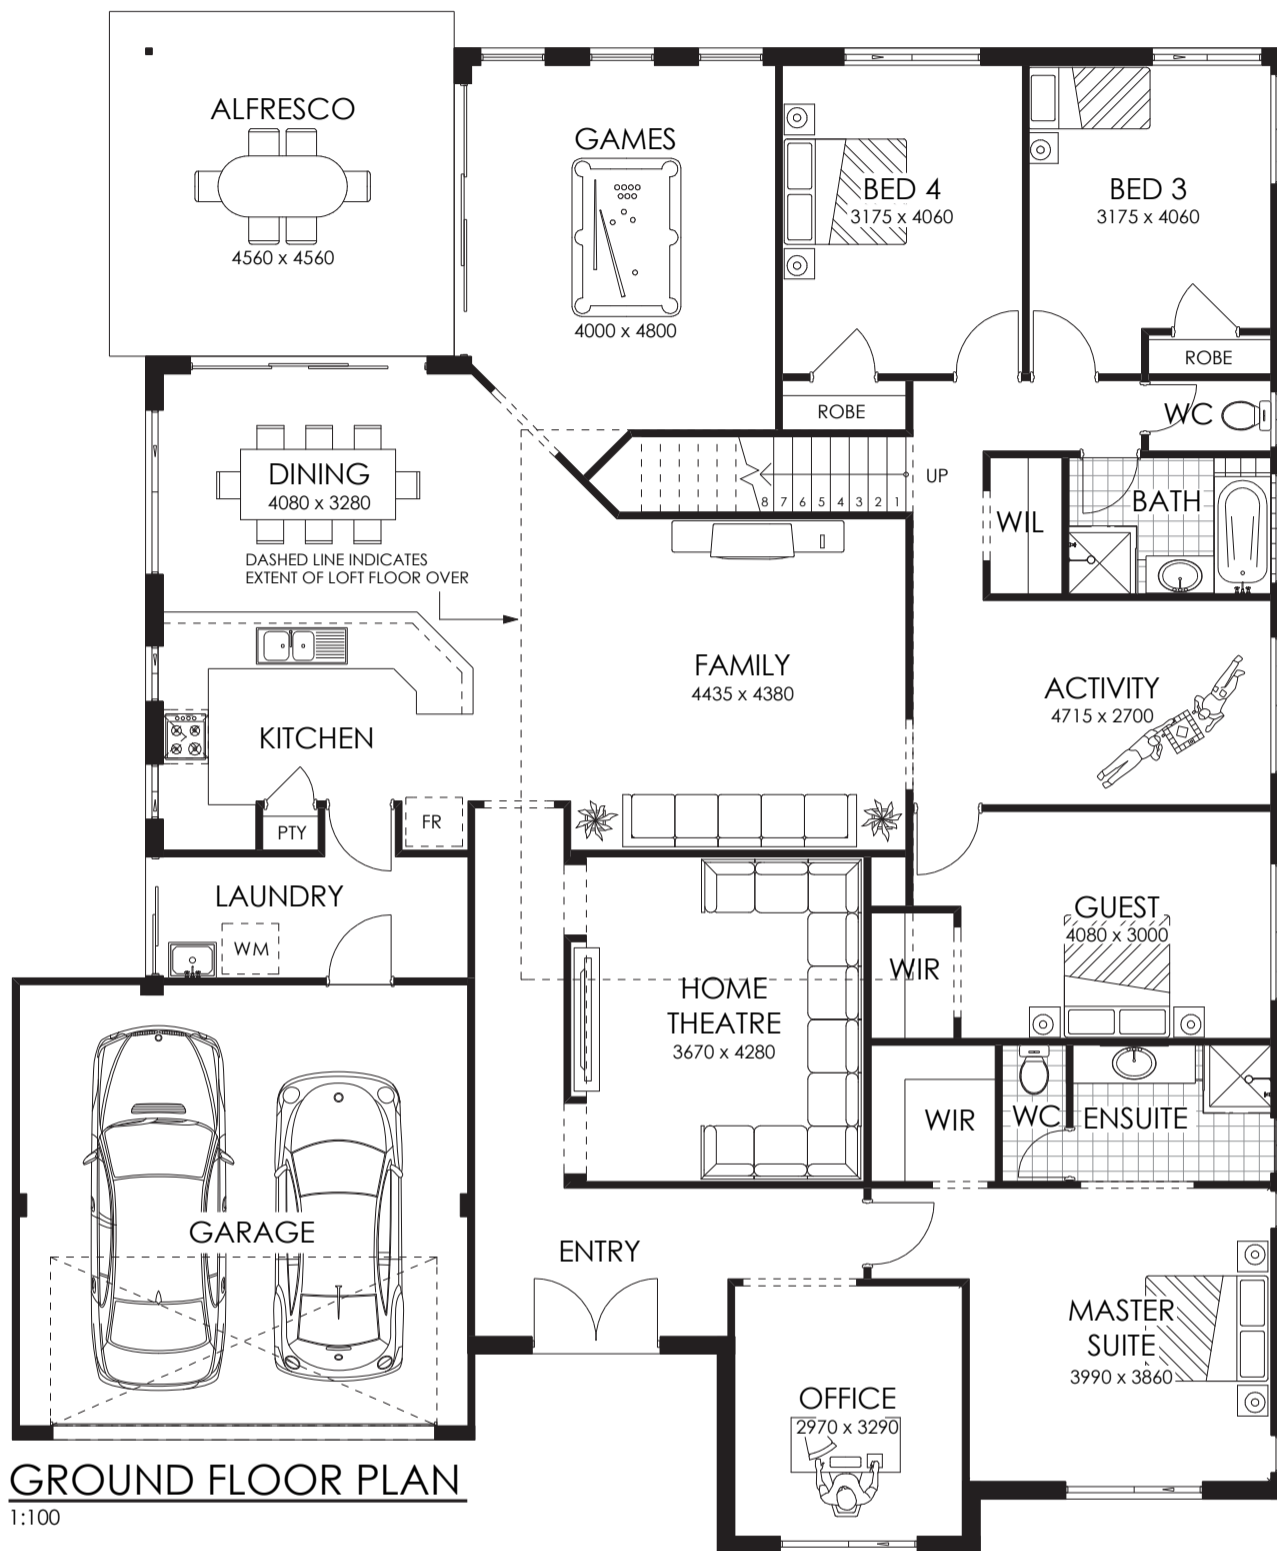 ALFRESCO
4560 x 4560
GAMES
4000 x 4800
BED 4
3175 x 4060
ROBE
BED 3
3175 x 4060
ROBE
WC
DINING
4080 x 3280
DASHED LINE INDICATES
EXTENT OF LOFT FLOOR OVER
8 7 6 5 4 3 2 1
UP
WIL
BATH
FAMILY
4435 x 4380
ACTIVITY
4715 x 2700
KITCHEN
PTY
FR
LAUNDRY
WM
HOME
THEATRE
3670 x 4280
WIR
GUEST
4080 x 3000
WIR
WC
ENSUITE
GARAGE
ENTRY
MASTER
SUITE
3990 x 3860
OFFICE
2970 x 3290
GROUND FLOOR PLAN
1:100